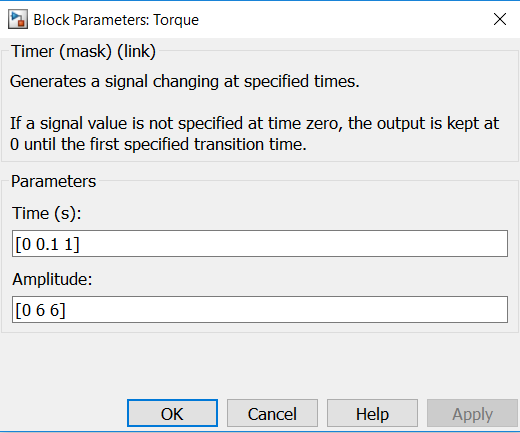 Block Parameters: Torque
Timer (mask) (link)
Generates a signal changing at specified times.
If a signal value is not specified at time zero, the output is kept at
0 until the first specified transition time.
Parameters
Time (s):
[0 0.1 1]
Amplitude:
[0 6 6]
OK Cancel Help Apply